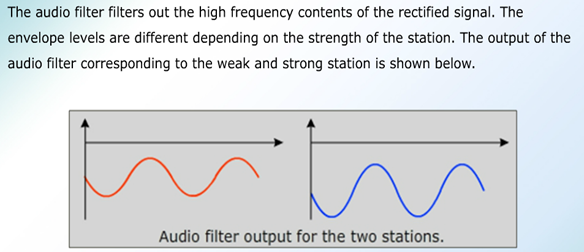 The audio filter filters out the high frequency contents of the rectified signal. The
envelope levels are different depending on the strength of the station. The output of the
audio filter corresponding to the weak and strong station is shown below.
Audio filter output for the two stations.